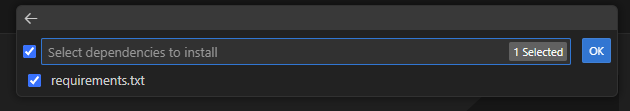 Select dependencies to install 1 Selected OK
requirements.txt